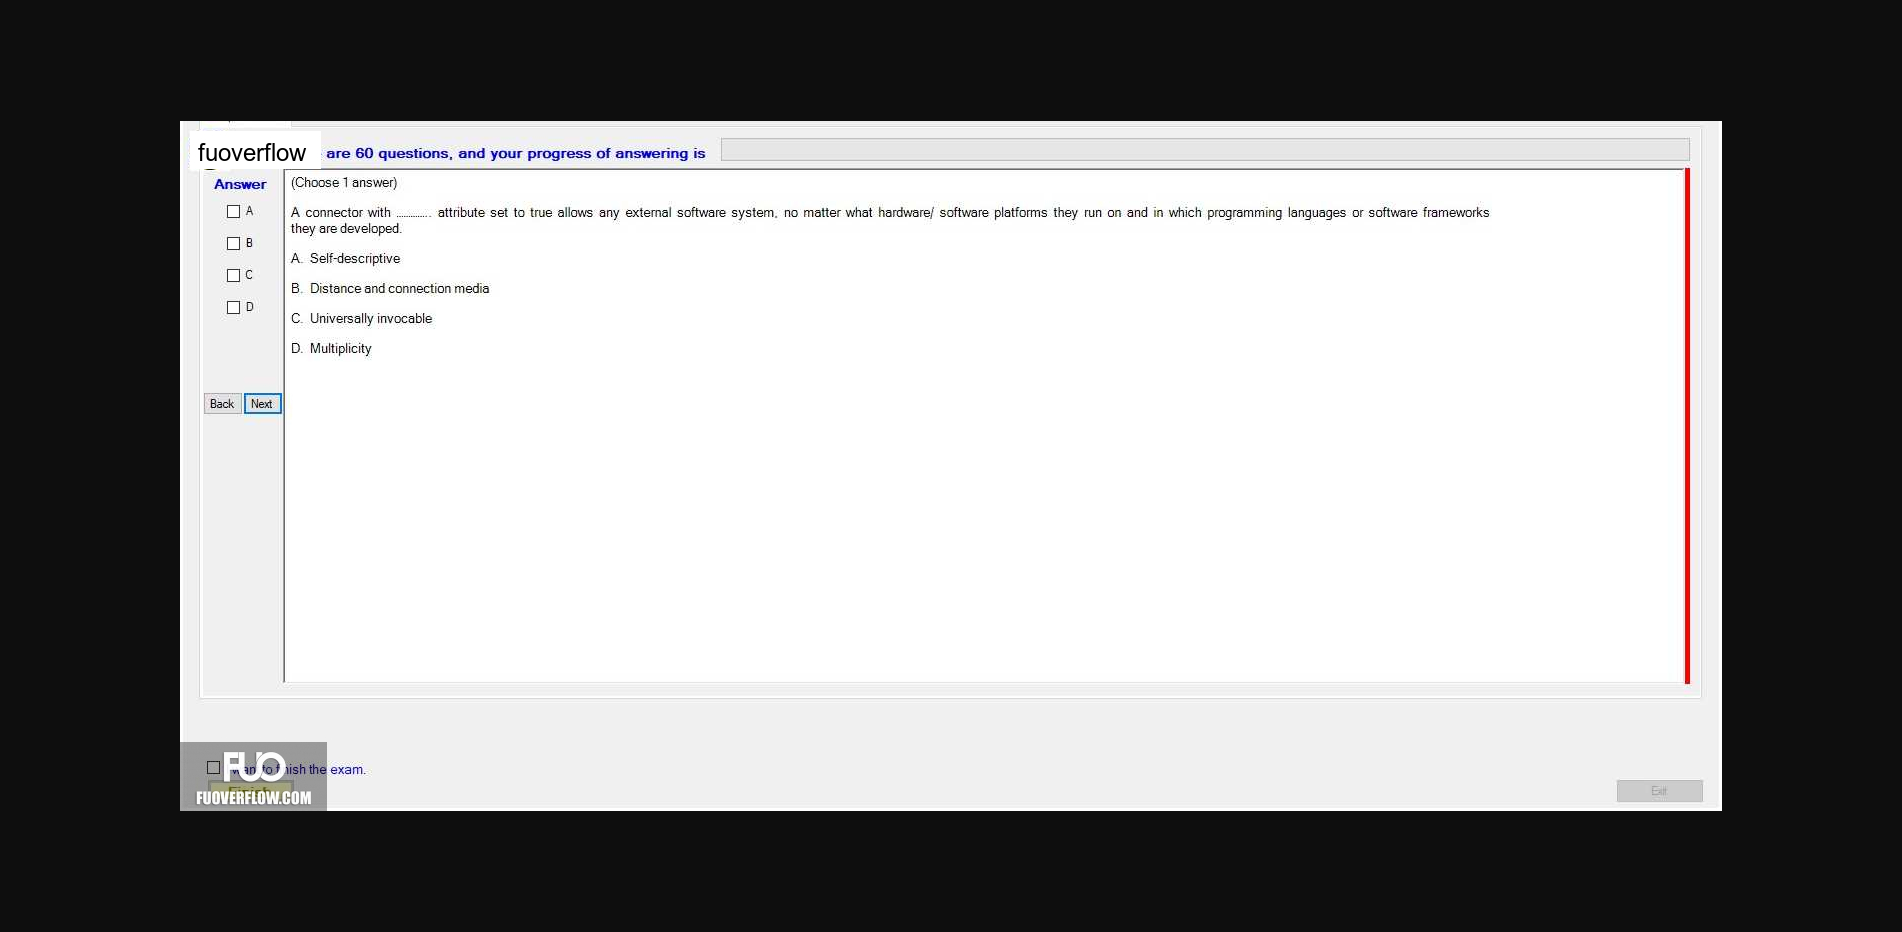 fuoverflow are 60 questions, and your progress of answering is
Answer
(Choose 1 answer)
A
A connector with .............. attribute set to true allows any external software system, no matter what hardware/ software platforms they run on and in which programming languages or software frameworks
they are developed.
B
A. Self-descriptive
C
B. Distance and connection media
D
C. Universally invocable
D. Multiplicity
Back Next
FUO
to finish the exam.
Finish
FUOVERFLOW.COM
Exit